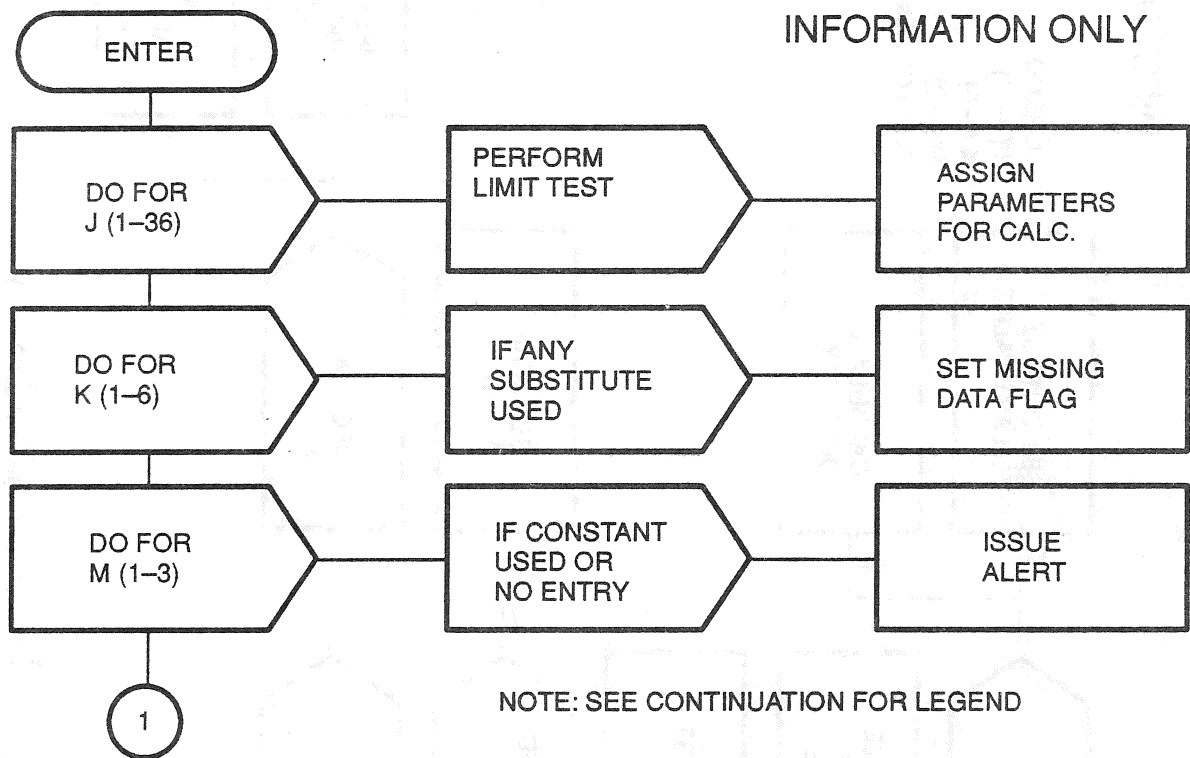 INFORMATION ONLY
ENTER
DO FOR
J (1–36)
PERFORM
LIMIT TEST
ASSIGN
PARAMETERS
FOR CALC.
DO FOR
K (1–6)
IF ANY
SUBSTITUTE
USED
SET MISSING
DATA FLAG
DO FOR
M (1–3)
IF CONSTANT
USED OR
NO ENTRY
ISSUE
ALERT
1
NOTE: SEE CONTINUATION FOR LEGEND